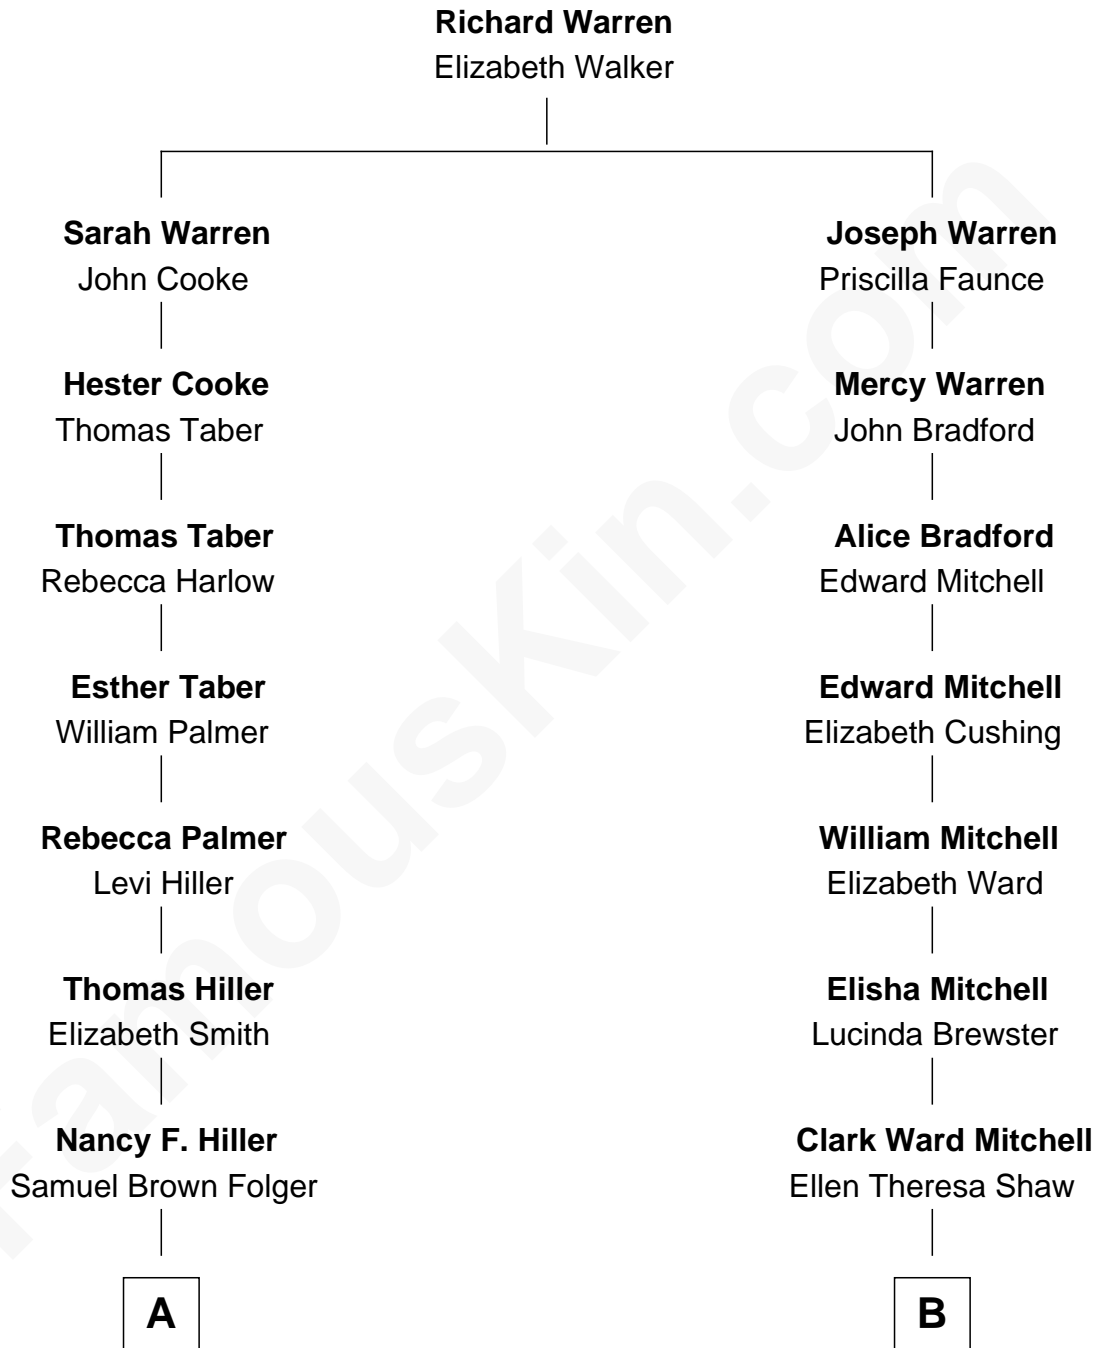 Richard Warren
Elizabeth Walker
Sarah Warren
John Cooke
Joseph Warren
Priscilla Faunce
Hester Cooke
Thomas Taber
Mercy Warren
John Bradford
Thomas Taber
Rebecca Harlow
Alice Bradford
Edward Mitchell
Esther Taber
William Palmer
Edward Mitchell
Elizabeth Cushing
Rebecca Palmer
Levi Hiller
William Mitchell
Elizabeth Ward
Thomas Hiller
Elizabeth Smith
Elisha Mitchell
Lucinda Brewster
Nancy F. Hiller
Samuel Brown Folger
Clark Ward Mitchell
Ellen Theresa Shaw
A
B
FamousKin.com